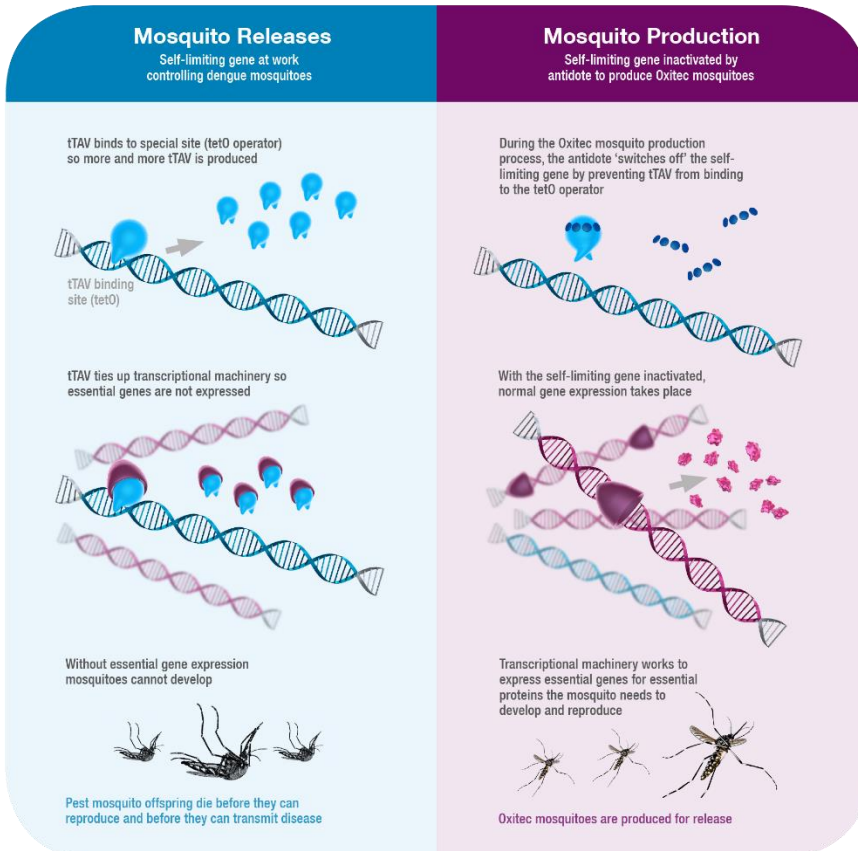 Mosquito Releases
Self-limiting gene at work
controlling dengue mosquitoes
tTAV binds to special site (tetO operator)
so more and more tTAV is produced
tTAV binding
site (tetO)
tTAV ties up transcriptional machinery so
essential genes are not expressed
Without essential gene expression
mosquitoes cannot develop
Pest mosquito offspring die before they can
reproduce and before they can transmit disease
Mosquito Production
Self-limiting gene inactivated by
antidote to produce Oxitec mosquitoes
During the Oxitec mosquito production
process, the antidote ‘switches off’ the self-
limiting gene by preventing tTAV from binding
to the tetO operator
With the self-limiting gene inactivated,
normal gene expression takes place
Transcriptional machinery works to
express essential genes for essential
proteins the mosquito needs to
develop and reproduce
Oxitec mosquitoes are produced for release